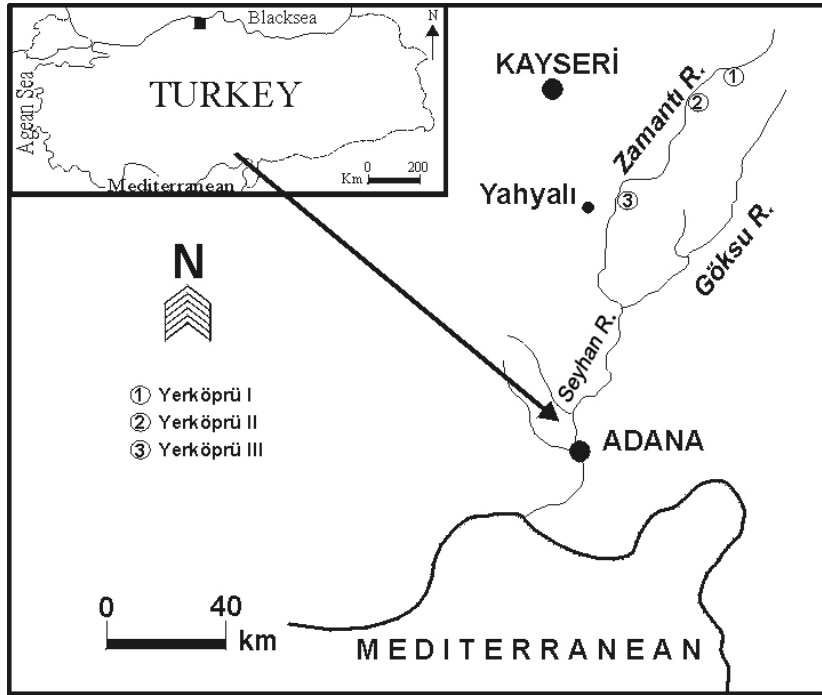 Blacksea
N
TURKEY
Agean Sea
Mediterranean
0 200
Km
KAYSERİ
Zamantı R.
1
2
Yahyalı
3
Göksu R.
N
Seyhan R.
1 Yerköprü I
2 Yerköprü II
3 Yerköprü III
ADANA
0 40
km
MEDITERRANEAN